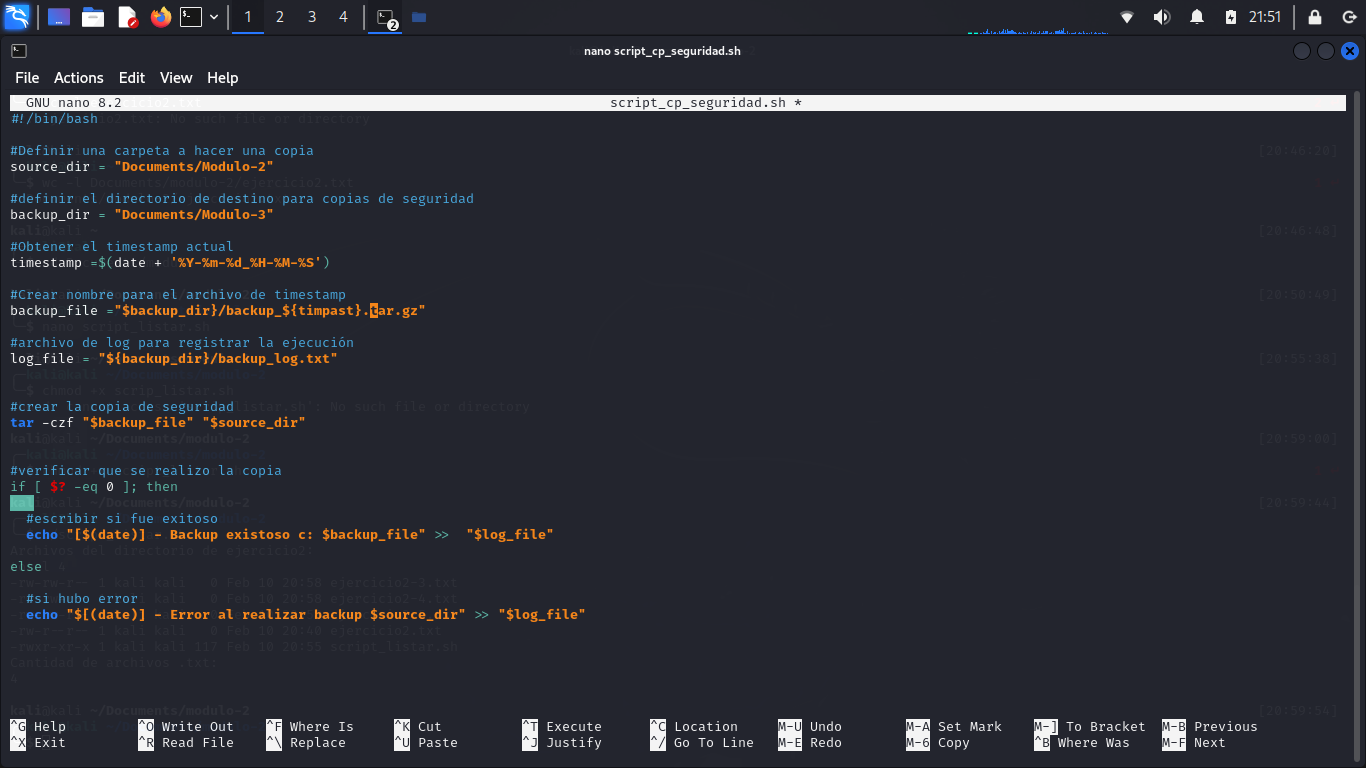 1 2 3 4 2 21:51
nano script_cp_seguridad.sh
File Actions Edit View Help
GNU nano 8.2 script_cp_seguridad.sh *
#!/bin/bash
#Definir una carpeta a hacer una copia
source_dir = "Documents/Modulo-2"
#definir el directorio de destino para copias de seguridad
backup_dir = "Documents/Modulo-3"
#Obtener el timestamp actual
timestamp =$(date + '%Y-%m-%d_%H-%M-%S')
#Crear nombre para el archivo de timestamp
backup_file ="$backup_dir}/backup_${timpast}.tar.gz"
#archivo de log para registrar la ejecución
log_file = "${backup_dir}/backup_log.txt"
#crear la copia de seguridad
tar -czf "$backup_file" "$source_dir"
#verificar que se realizo la copia
if [ $? -eq 0 ]; then
#escribir si fue exitoso
echo "[$(date)] - Backup existoso c: $backup_file" >> "$log_file"
else
#si hubo error
echo "$[(date)] - Error al realizar backup $source_dir" >> "$log_file"
^G Help ^O Write Out ^F Where Is ^K Cut ^T Execute ^C Location M-U Undo M-A Set Mark M-] To Bracket M-B Previous
^X Exit ^R Read File ^\ Replace ^U Paste ^J Justify ^/ Go To Line M-E Redo M-6 Copy ^B Where Was M-F Next